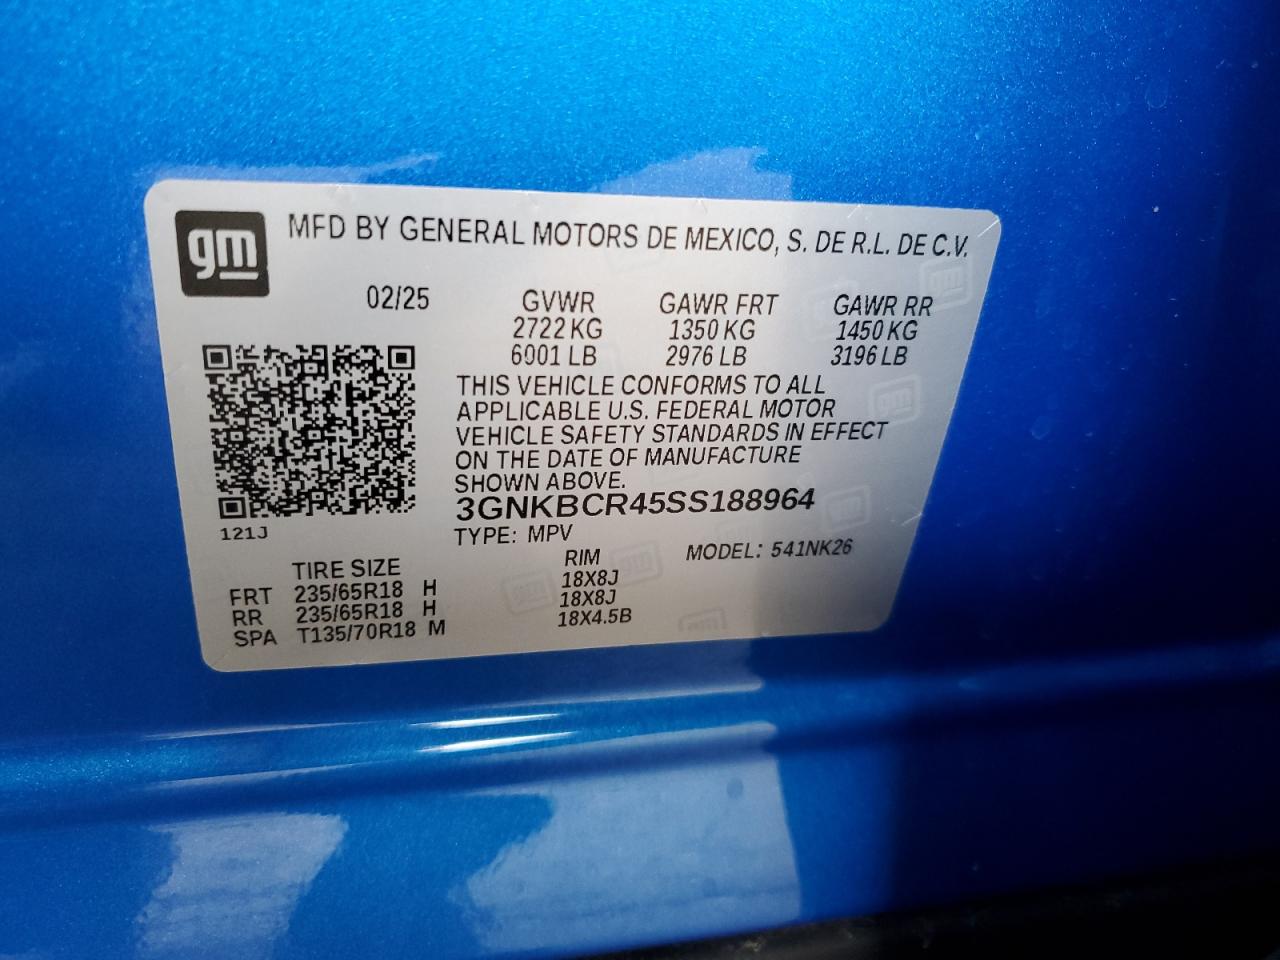 gm
MFD BY GENERAL MOTORS DE MEXICO, S. DE R.L. DE C.V.
02/25 GVWR GAWR FRT GAWR RR
2722 KG 1350 KG 1450 KG
6001 LB 2976 LB 3196 LB
THIS VEHICLE CONFORMS TO ALL
APPLICABLE U.S. FEDERAL MOTOR
VEHICLE SAFETY STANDARDS IN EFFECT
ON THE DATE OF MANUFACTURE
SHOWN ABOVE.
3GNKBCR45SS188964
121J
TYPE: MPV MODEL: 541NK26
TIRE SIZE RIM
FRT 235/65R18 H 18X8J
RR 235/65R18 H 18X8J
SPA T135/70R18 M 18X4.5B